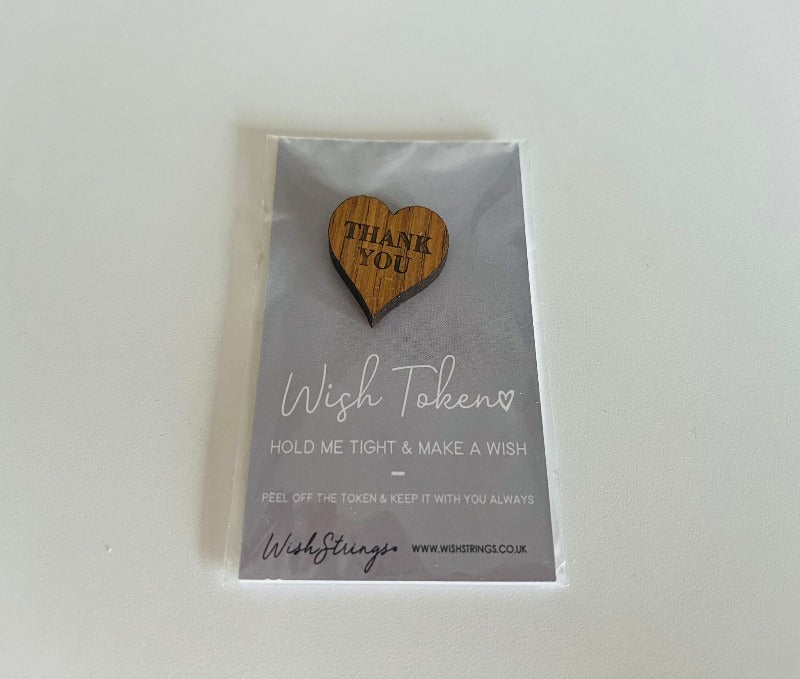 THANK
YOU
Wish Token♡
HOLD ME TIGHT & MAKE A WISH
–
PEEL OFF THE TOKEN & KEEP IT WITH YOU ALWAYS
WishStrings WWW.WISHSTRINGS.CO.UK